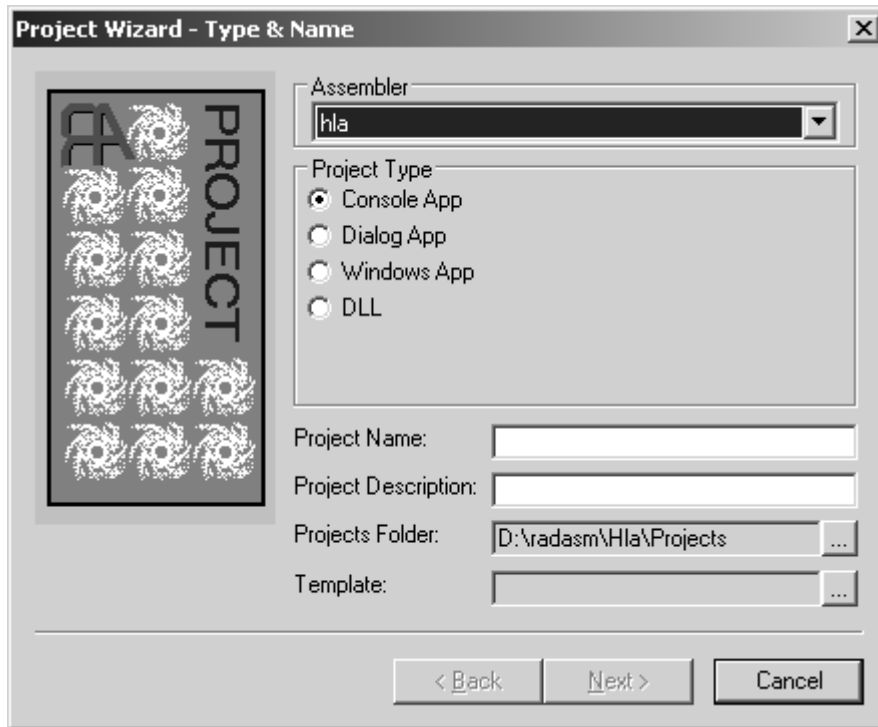 Project Wizard - Type & Name
RA
PROJECT
Assembler
hla
Project Type
Console App
Dialog App
Windows App
DLL
Project Name:
Project Description:
Projects Folder:
D:\radasm\Hla\Projects
...
Template:
...
< Back
Next >
Cancel